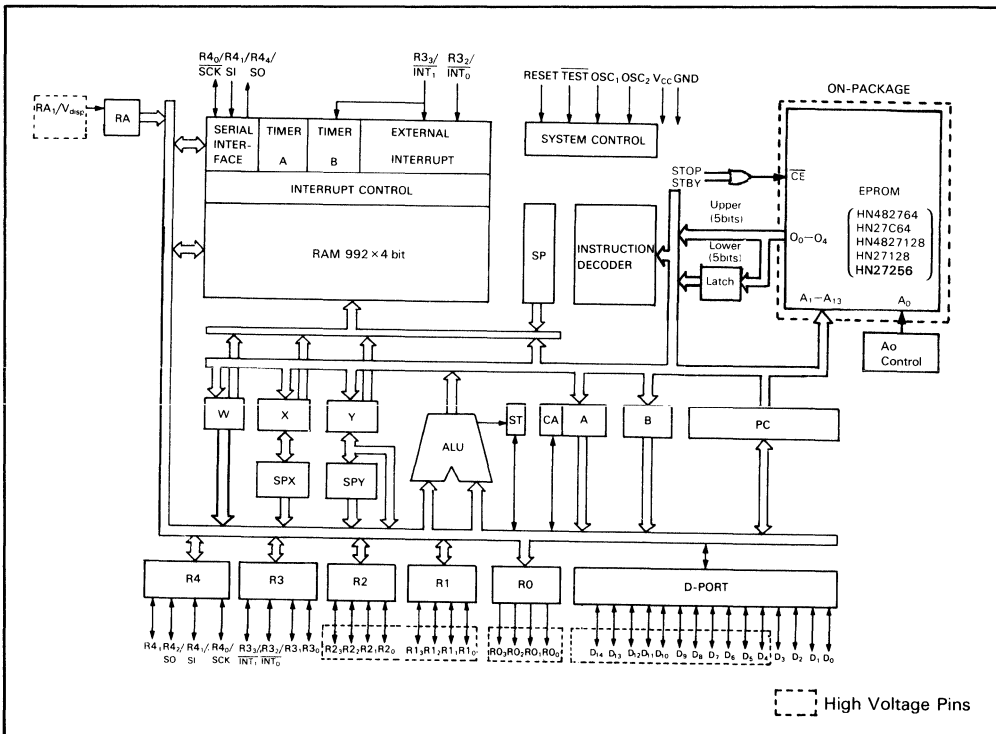 R4₀/R4₁/R4₄/
SCK SI SO
R3₃/ R3₂/
INT₁ INT₀
RESET TEST OSC₁ OSC₂ VCC GND
ON-PACKAGE
RA₁/Vdisp
RA
SERIAL INTER- FACE
TIMER A
TIMER B
EXTERNAL INTERRUPT
SYSTEM CONTROL
STOP
STBY
CE
INTERRUPT CONTROL
EPROM
HN482764
HN27C64
HN4827128
HN27128
HN27256
Upper
(5bits)
O₀–O₄
RAM 992 × 4 bit
SP
INSTRUCTION
DECODER
Lower
(5bits)
Latch
A₁–A₁₃ A₀
Ao
Control
W
X
Y
ALU
ST
CA
A
B
PC
SPX
SPY
R4
R3
R2
R1
R0
D-PORT
R4₁ R4₂/ R4₁/ R4₀/
SO SI SCK
R3₃/ R3₂/ R3₁ R3₀
INT₁ INT₀
R2₃ R2₂ R2₁ R2₀
R1₃ R1₂ R1₁ R1₀
R0₃ R0₂ R0₁ R0₀
D₁₄ D₁₃ D₁₂ D₁₁ D₁₀ D₉ D₈ D₇ D₆ D₅ D₄ D₃ D₂ D₁ D₀
High Voltage Pins